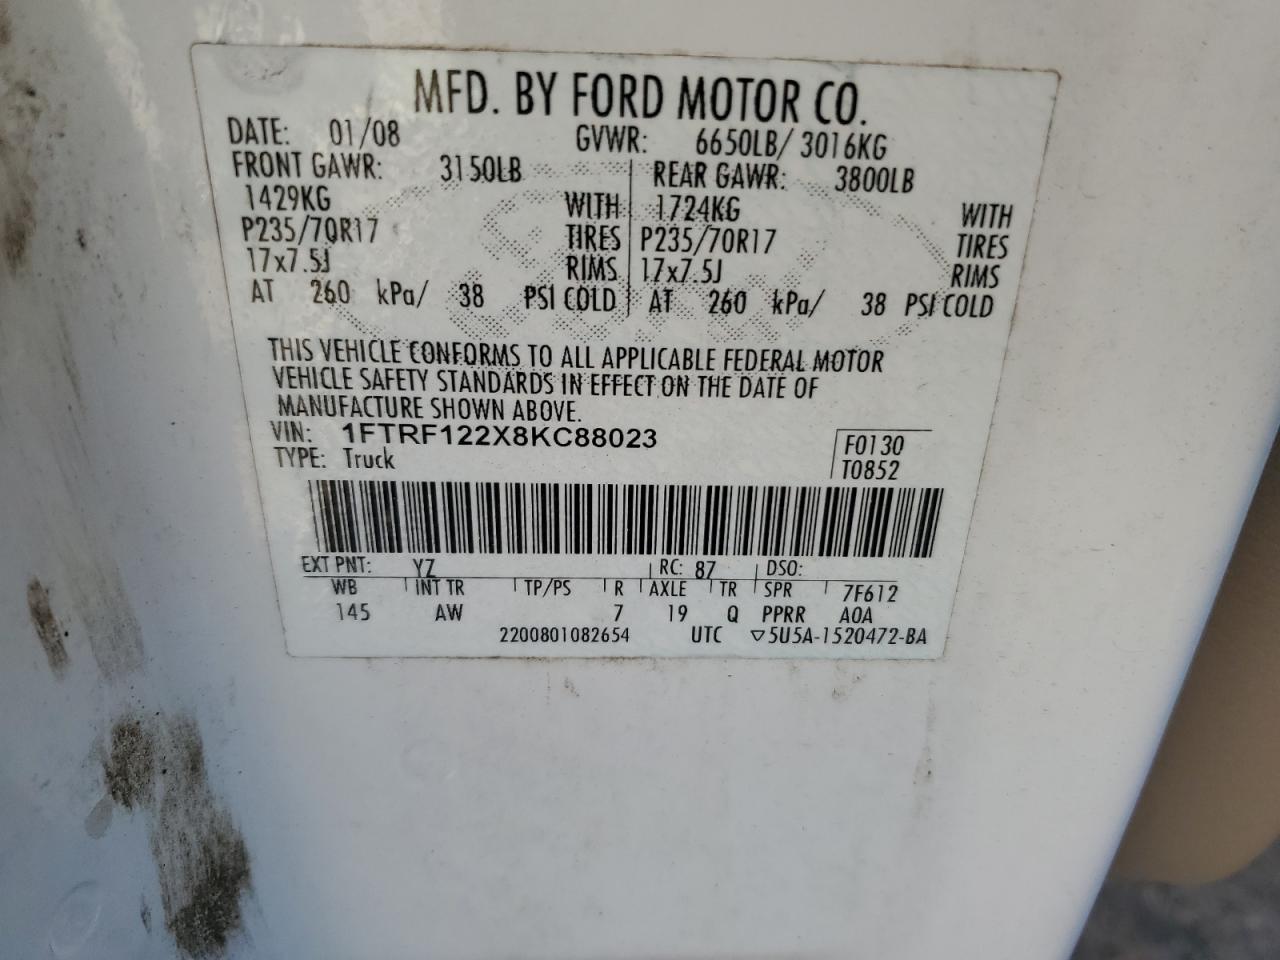 MFD. BY FORD MOTOR CO.
DATE: 01/08 GVWR: 6650LB/ 3016KG
FRONT GAWR: 3150LB REAR GAWR: 3800LB
1429KG WITH 1724KG WITH
P235/70R17 TIRES P235/70R17 TIRES
17x7.5J RIMS 17x7.5J RIMS
AT 260 kPa/ 38 PSI COLD AT 260 kPa/ 38 PSI COLD
THIS VEHICLE CONFORMS TO ALL APPLICABLE FEDERAL MOTOR
VEHICLE SAFETY STANDARDS IN EFFECT ON THE DATE OF
MANUFACTURE SHOWN ABOVE.
VIN: 1FTRF122X8KC88023 F0130
TYPE: Truck T0852
EXT PNT: YZ RC: 87 DSO:
WB INT TR TP/PS R AXLE TR SPR 7F612
145 AW 7 19 Q PPRR A0A
2200801082654 UTC ▽5U5A-1520472-BA